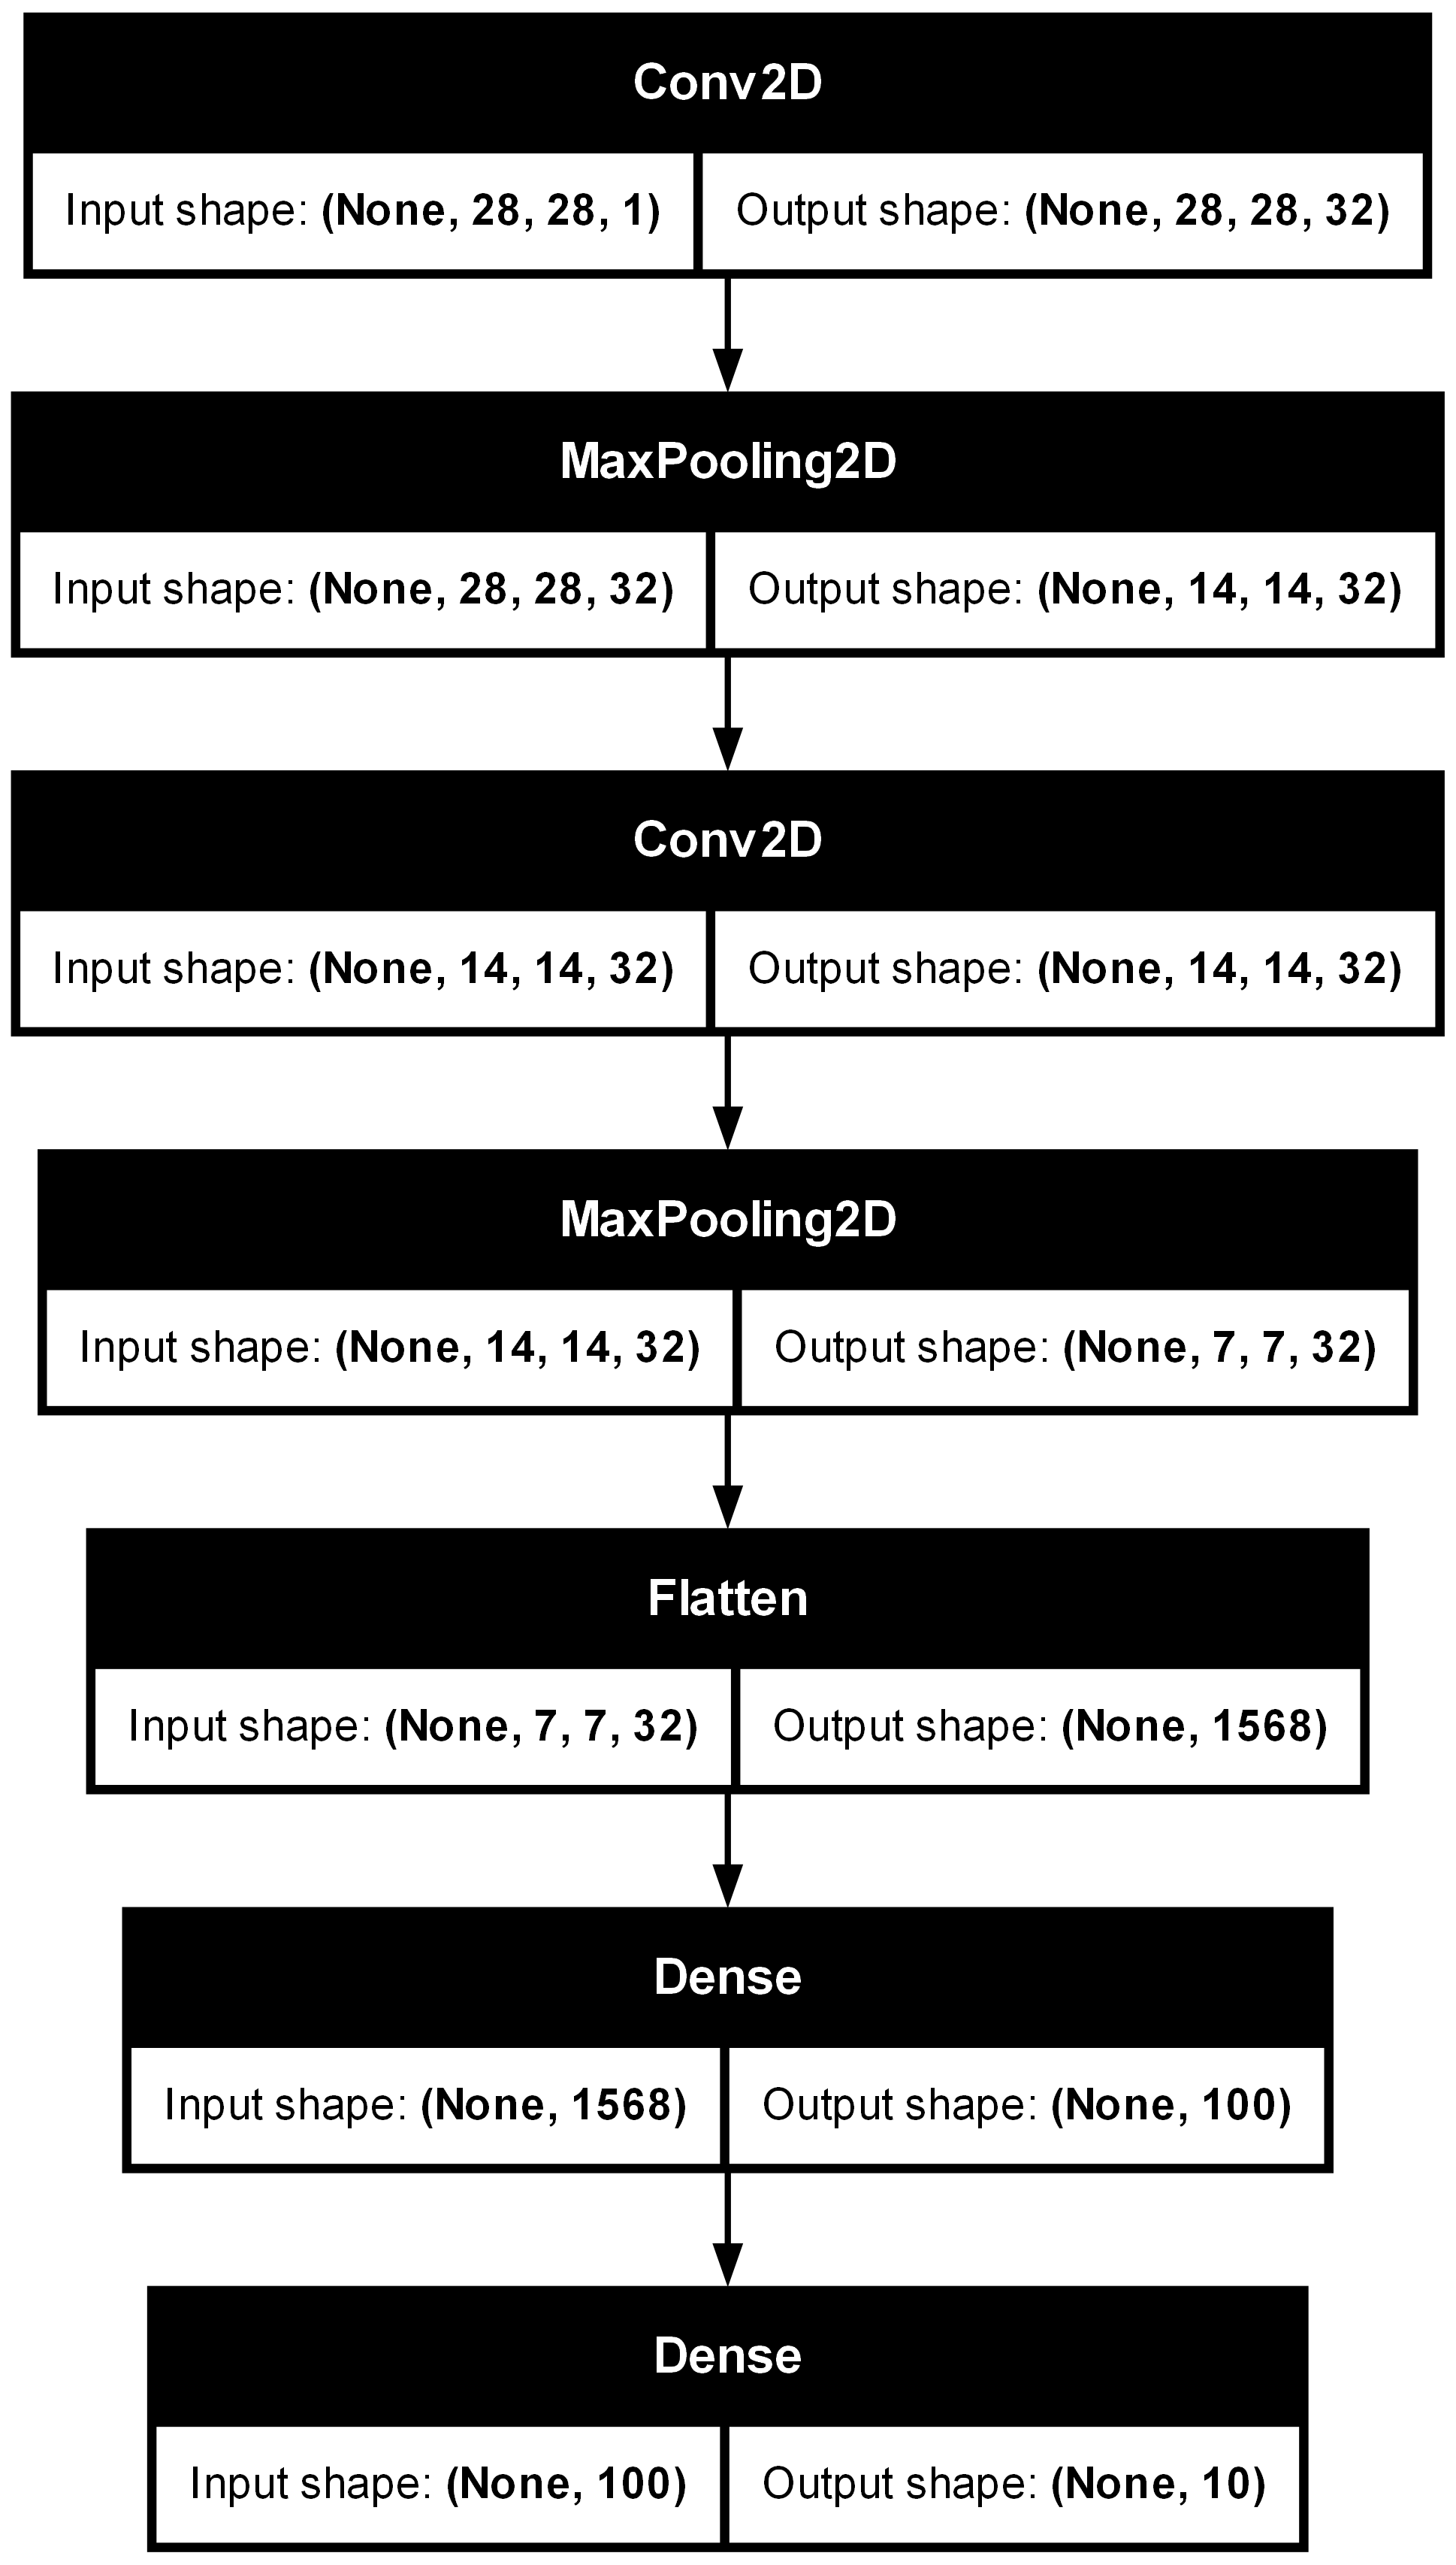 Conv2D
Input shape: (None, 28, 28, 1) Output shape: (None, 28, 28, 32)
MaxPooling2D
Input shape: (None, 28, 28, 32) Output shape: (None, 14, 14, 32)
Conv2D
Input shape: (None, 14, 14, 32) Output shape: (None, 14, 14, 32)
MaxPooling2D
Input shape: (None, 14, 14, 32) Output shape: (None, 7, 7, 32)
Flatten
Input shape: (None, 7, 7, 32) Output shape: (None, 1568)
Dense
Input shape: (None, 1568) Output shape: (None, 100)
Dense
Input shape: (None, 100) Output shape: (None, 10)